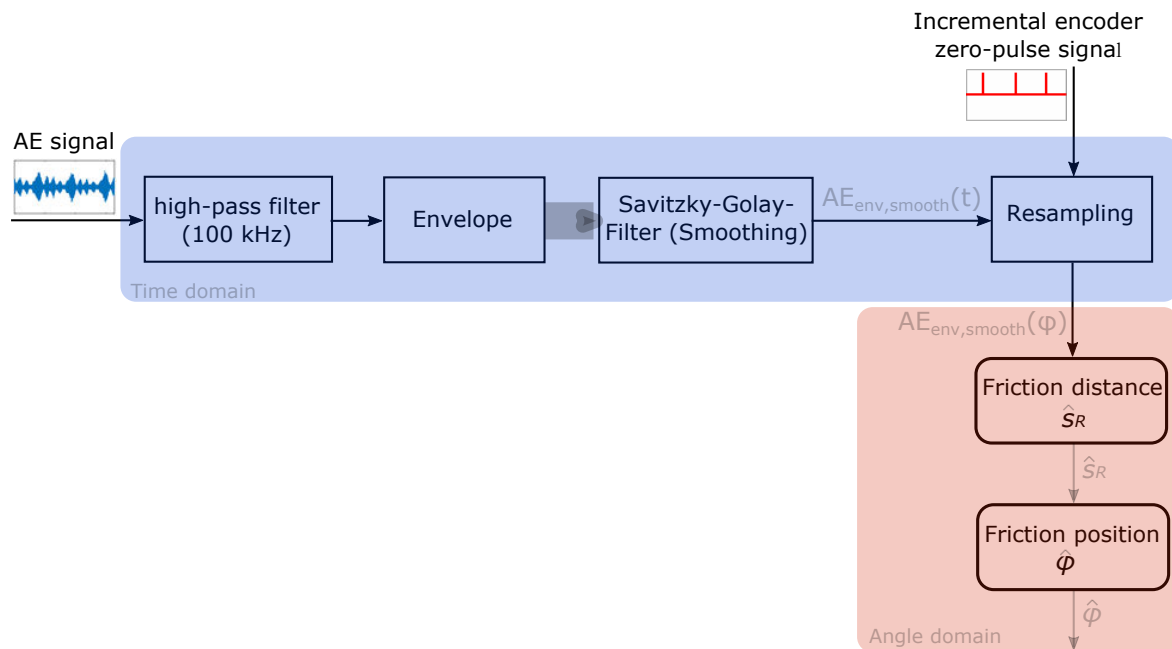 Incremental encoder
zero-pulse signal
AE signal
high-pass filter
(100 kHz)
Envelope
Savitzky-Golay-
Filter (Smoothing)
AEenv,smooth(t)
Resampling
Time domain
AEenv,smooth(φ)
Friction distance
ŝR
ŝR
Friction position
φ̂
φ̂
Angle domain